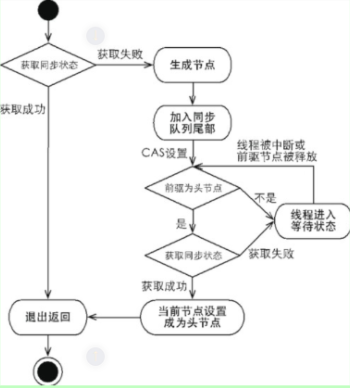 获取失败
获取同步状态
生成节点
获取成功
加入同步
队列尾部
CAS设置
线程被中断或
前驱节点被释放
前驱为头节点
不是
线程进入
等待状态
是
获取同步状态
获取失败
获取成功
退出返回
当前节点设置
成为头节点